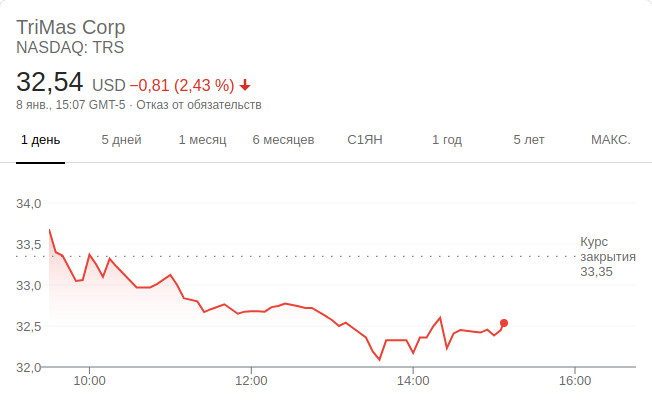 TriMas Corp
NASDAQ: TRS
32,54 USD −0,81 (2,43 %)
8 янв., 15:07 GMT-5 · Отказ от обязательств
1 день 5 дней 1 месяц 6 месяцев С1ЯН 1 год 5 лет МАКС.
34,0
33,5
33,0
32,5
32,0
Курс
закрытия
33,35
10:00 12:00 14:00 16:00